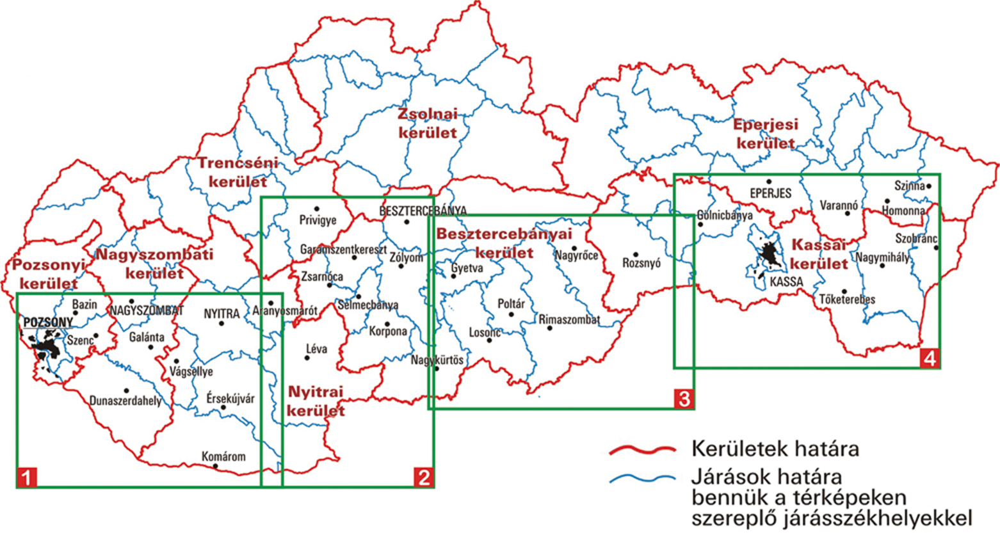 Zsolnai
kerület
Eperjesi
kerület
Trencséni
kerület
Szinna
EPERJES
Homonna
Varannó
BESZTERCEBÁNYA
Privigye
Gölnicbánya
Besztercebányai
kerület
Kassai
kerület
Szobránc
Nagymihály
Garamszentkereszt
Zólyom
Nagyrőce
Rozsnyó
Nagyszombati
kerület
Pozsonyi
kerület
Gyetva
Zsarnóca
KASSA
Tőketerebes
Bazin
NAGYSZOMBAT
NYITRA
Aranyosmarót
Selmecbánya
Poltár
Rimaszombat
POZSONY
Szenc
Galánta
Korpona
Losonc
Léva
Nagykürtös
4
Vágsellye
Dunaszerdahely
Érsekújvár
Nyitrai
kerület
3
Komárom
1
2
Kerületek határa
Járások határa
bennük a térképeken
szereplő járásszékhelyekkel